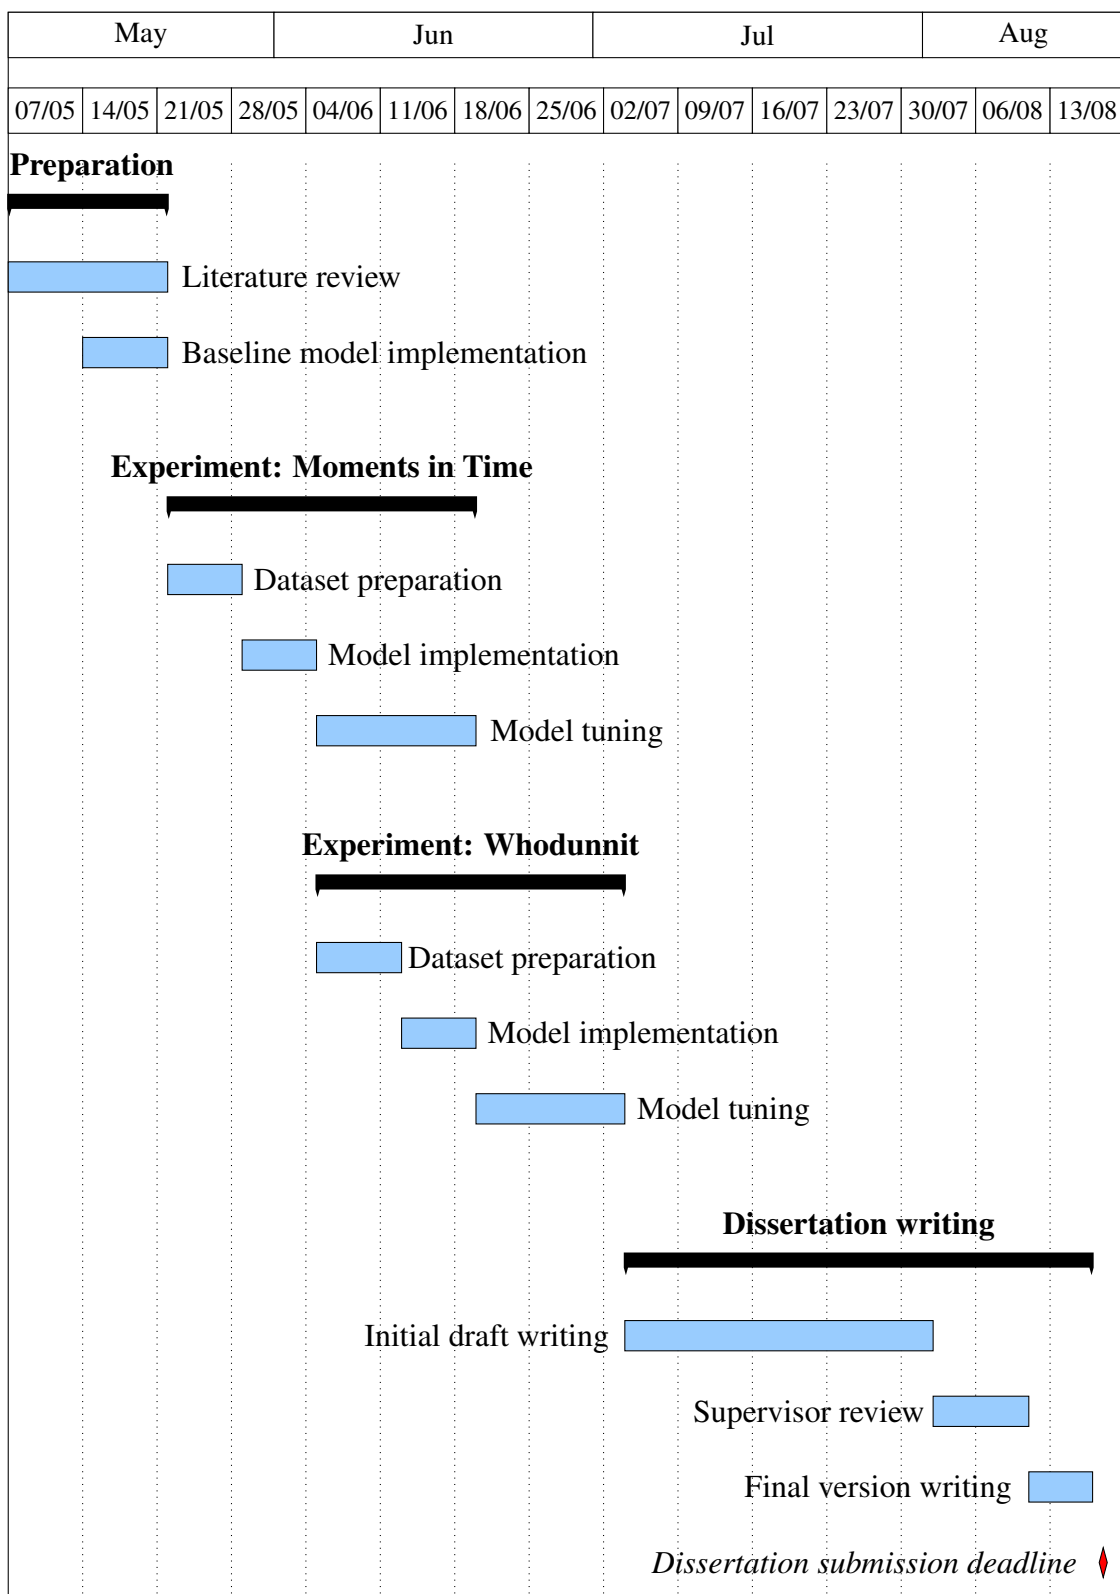 May Jun Jul Aug
07/05 14/05 21/05 28/05 04/06 11/06 18/06 25/06 02/07 09/07 16/07 23/07 30/07 06/08 13/08
Preparation
Literature review
Baseline model implementation
Experiment: Moments in Time
Dataset preparation
Model implementation
Model tuning
Experiment: Whodunnit
Dataset preparation
Model implementation
Model tuning
Dissertation writing
Initial draft writing
Supervisor review
Final version writing
Dissertation submission deadline